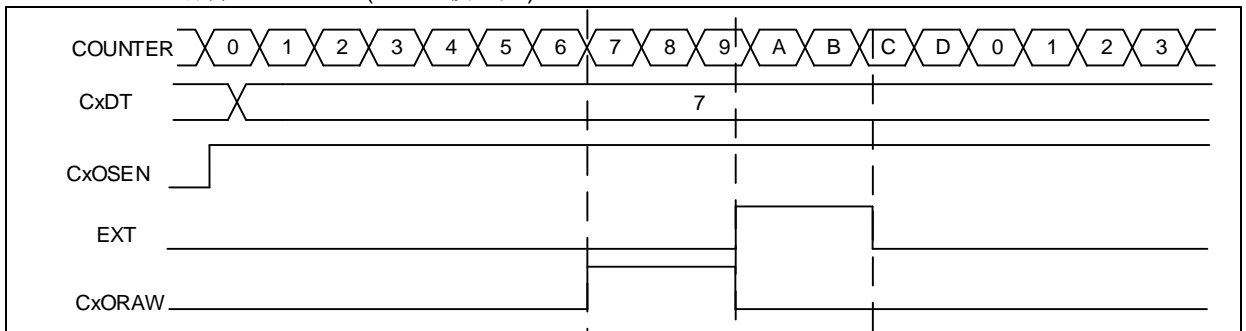 COUNTER 0 1 2 3 4 5 6 7 8 9 A B C D 0 1 2 3
CxDT 7
CxOSEN
EXT
CxORAW